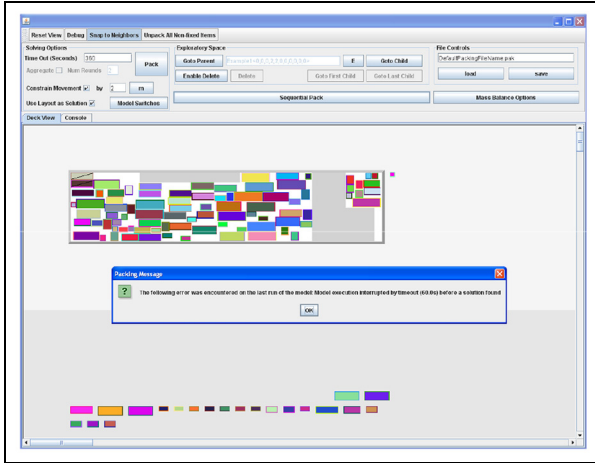 Reset View Debug Snap to Neighbors Unpack All Non-fixed Items
Solving Options Exploratory Space File Controls
Time Out (Seconds) 360 Pack Goto Parent F Goto Child DefaultPackingFileName.pak
Aggregate Num Rounds Enable Delete Delete Goto First Child Goto Last Child load save
Constrain Movement by 2 m Sequential Pack Mass Balance Options
Use Layout as Solution Model Switches
Deck View Console
Packing Message
? The following error was encountered on the last run of the model: Model execution interrupted by timeout (60.0s) before a solution found
OK